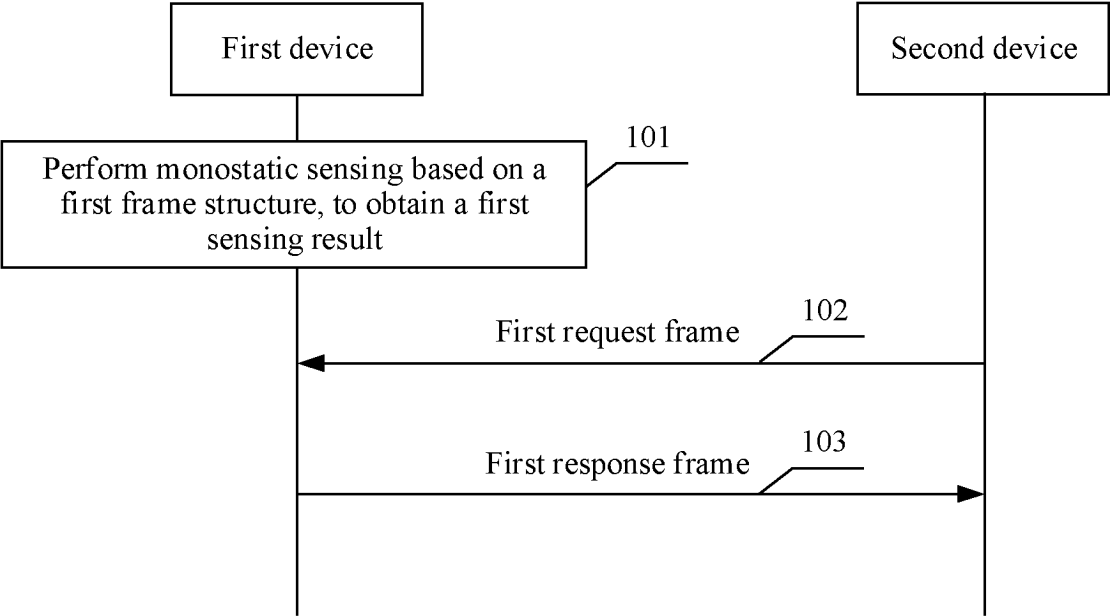 First device
Second device
101
Perform monostatic sensing based on a
first frame structure, to obtain a first
sensing result
102
First request frame
103
First response frame